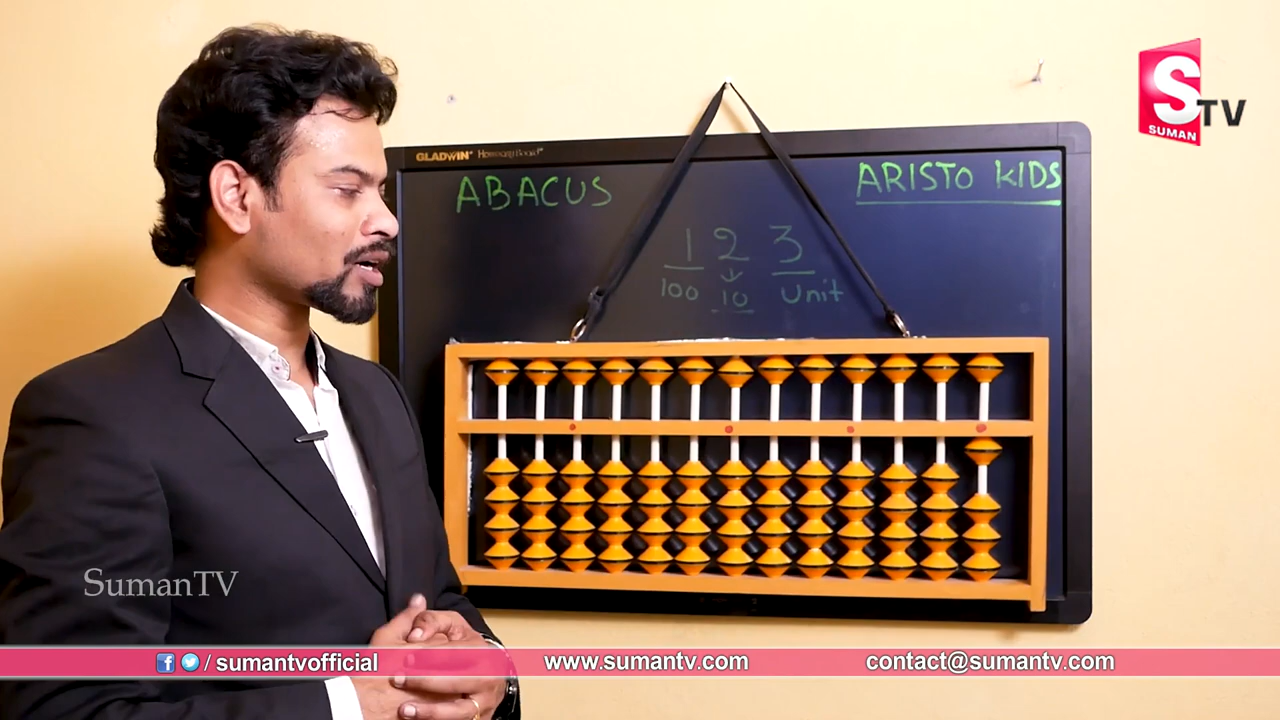 S
TV
SUMAN
GLADWIN
ABACUS
ARISTO KIDS
1 2 3
100 10 Unit
SumanTV
/ sumantvofficial
www.sumantv.com
contact@sumantv.com